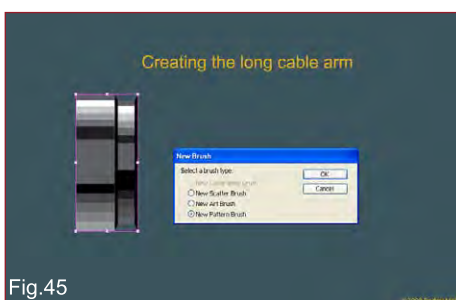 Creating the long cable arm
New Brush
Select a brush type:
New Scatter Brush
New Art Brush
New Pattern Brush
OK
Cancel
Fig.45